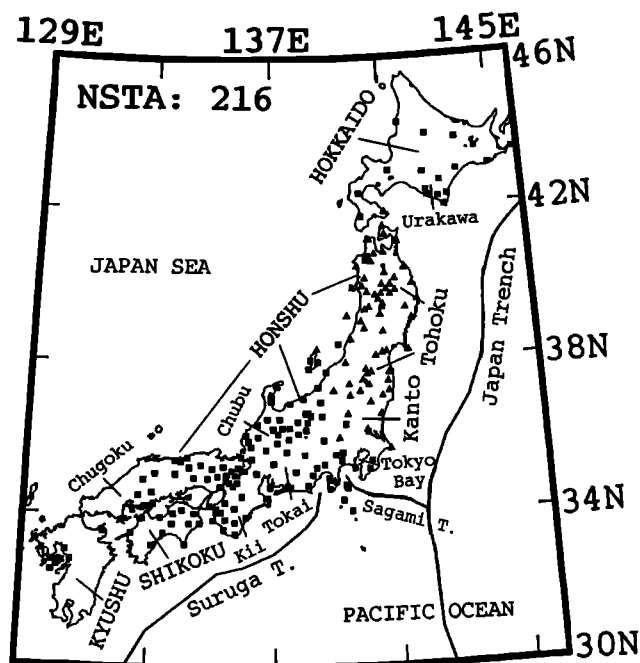 129E 137E 145E
46N
NSTA: 216
HOKKAIDO
42N
Urakawa
JAPAN SEA
Japan Trench
HONSHU
Tohoku
38N
Chubu
Kanto
Chugoku
Tokyo
Bay
34N
Sagami T.
Tokai
Kii
SHIKOKU
Suruga T.
KYUSHU
PACIFIC OCEAN
30N